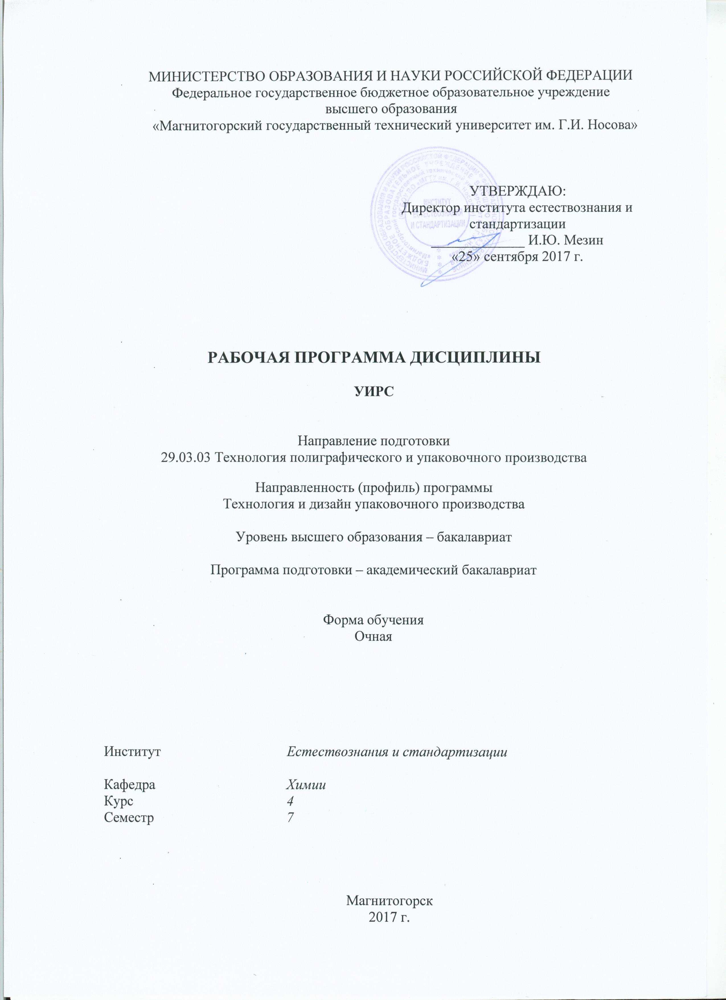 МИНИСТЕРСТВО ОБРАЗОВАНИЯ И НАУКИ РОССИЙСКОЙ ФЕДЕРАЦИИ
Федеральное государственное бюджетное образовательное учреждение
высшего образования
«Магнитогорский государственный технический университет им. Г.И. Носова»
УТВЕРЖДАЮ:
Директор института естествознания и
стандартизации
И.Ю. Мезин
«25» сентября 2017 г.
ИНСТИТУТ
ЕСТЕСТВОЗНАНИЯ
И СТАНДАРТИЗАЦИИ
РАБОЧАЯ ПРОГРАММА ДИСЦИПЛИНЫ
УИРС
Направление подготовки
29.03.03 Технология полиграфического и упаковочного производства
Направленность (профиль) программы
Технология и дизайн упаковочного производства
Уровень высшего образования – бакалавриат
Программа подготовки – академический бакалавриат
Форма обучения
Очная
Институт Естествознания и стандартизации
Кафедра Химии
Курс 4
Семестр 7
Магнитогорск
2017 г.